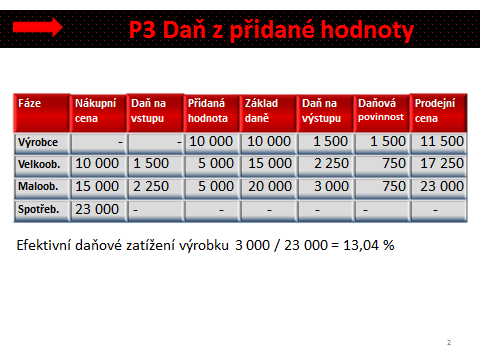 P3 Daň z přidané hodnoty
Fáze Nákupní cena Daň na vstupu Přidaná hodnota Základ daně Daň na výstupu Daňová povinnost Prodejní cena
Výrobce - - 10 000 10 000 1 500 1 500 11 500
Velkoob. 10 000 1 500 5 000 15 000 2 250 750 17 250
Maloob. 15 000 2 250 5 000 20 000 3 000 750 23 000
Spotřeb. 23 000 - - - - - -
Efektivní daňové zatížení výrobku 3 000 / 23 000 = 13,04 %
2